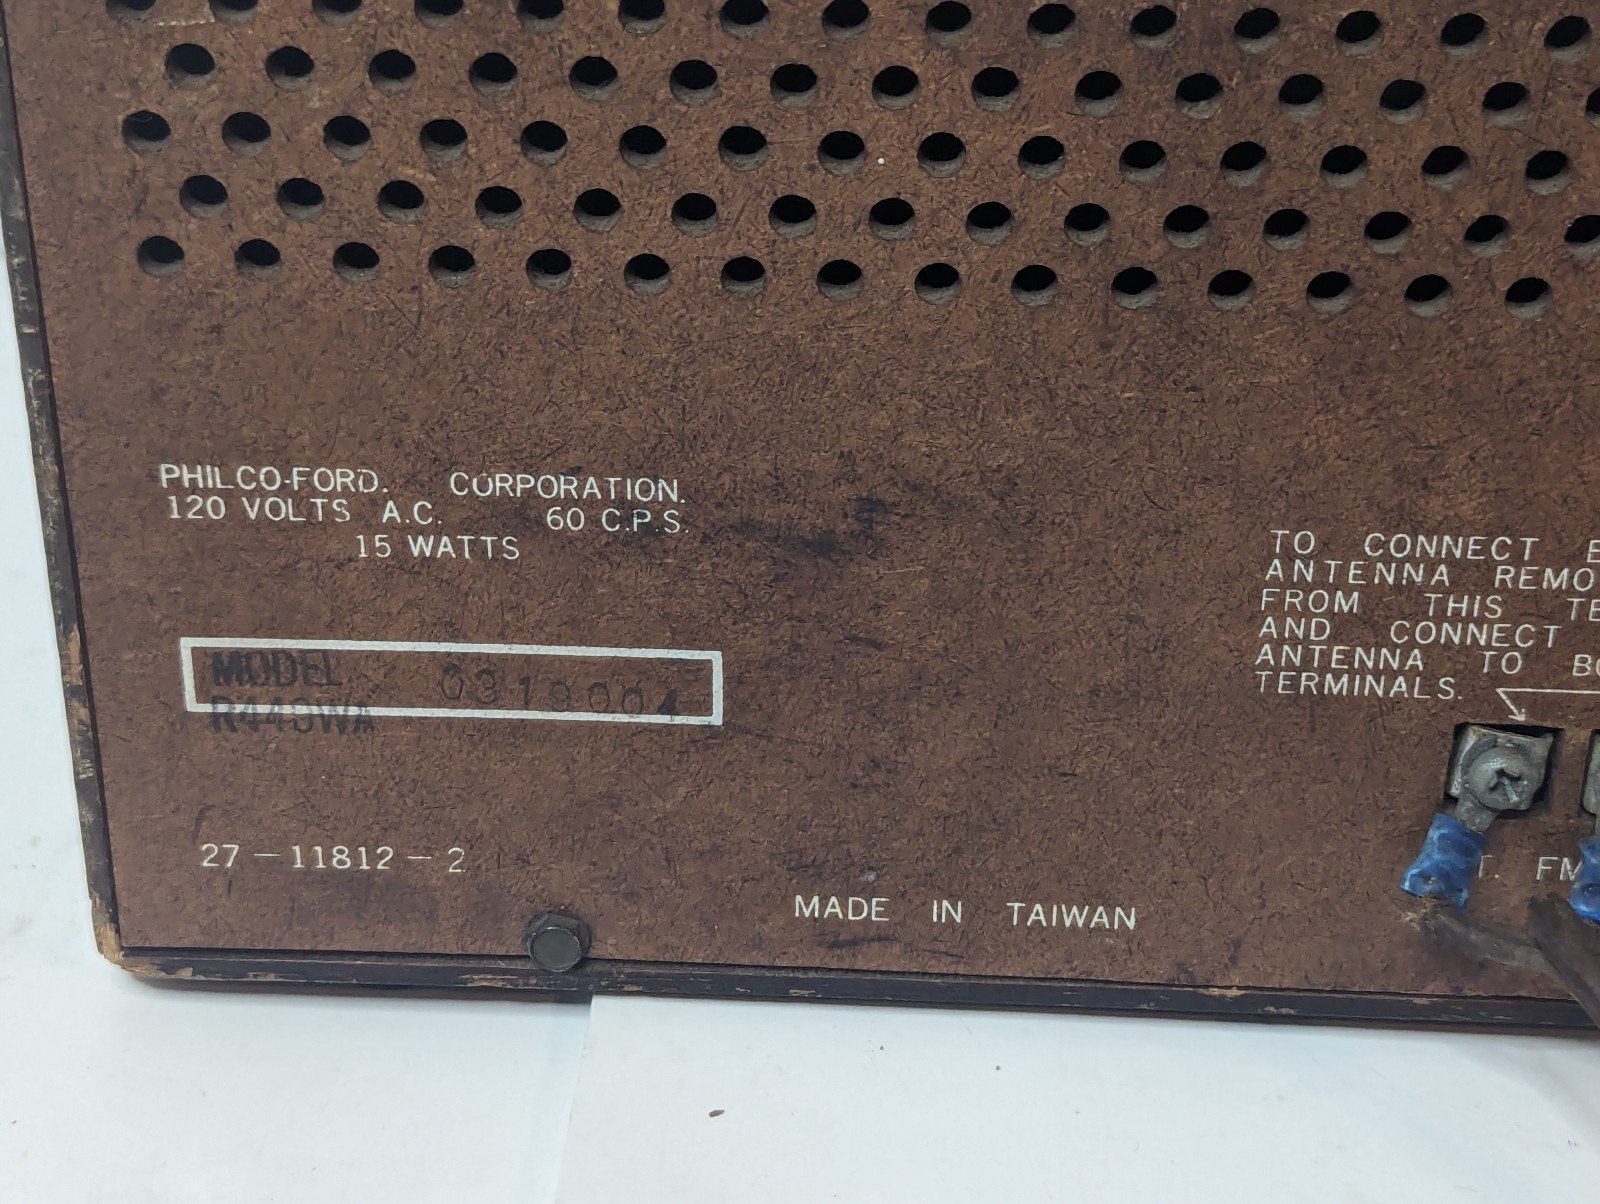 PHILCO-FORD. CORPORATION.
120 VOLTS A.C. 60 C.P.S.
15 WATTS
MODEL 0319004
27-11812-2
MADE IN TAIWAN
TO CONNECT
ANTENNA
FROM THIS
AND CONNECT
ANTENNA TO
TERMINALS.
FM